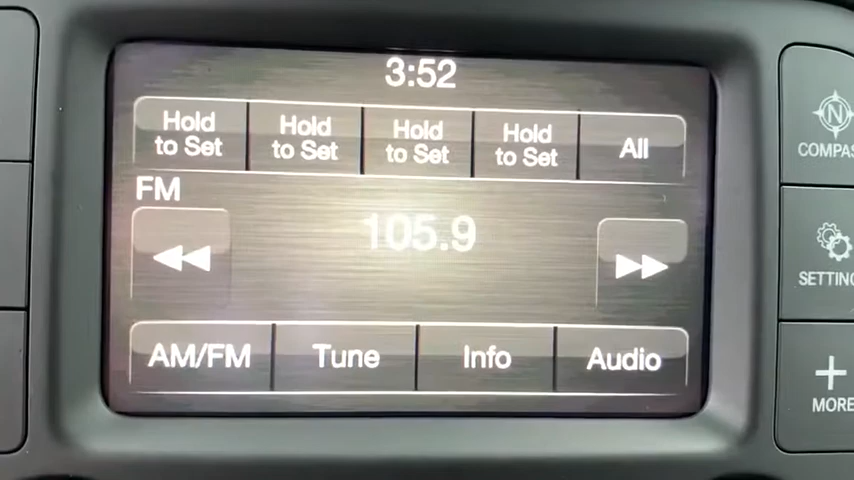 3:52
Hold to Set Hold to Set Hold to Set Hold to Set All
FM
105.9
AM/FM Tune Info Audio
N
COMPAS
SETTING
MORE